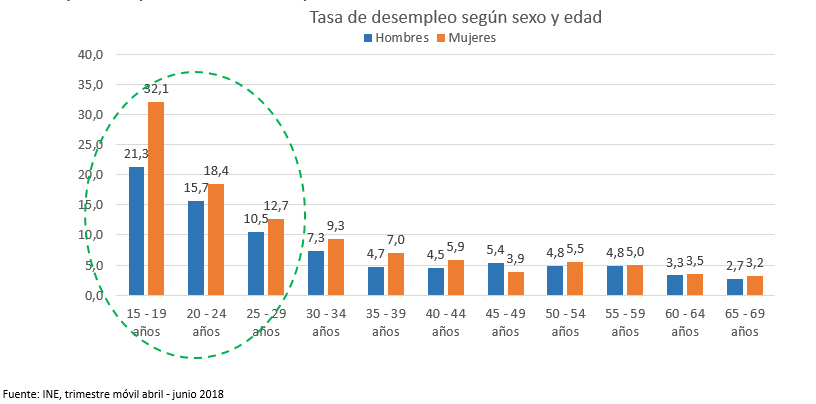 Tasa de desempleo según sexo y edad
Hombres Mujeres
40,0
35,0
30,0
25,0
20,0
15,0
10,0
5,0
0,0
21,3 32,1
15,7 18,4
10,5 12,7
7,3 9,3
4,7 7,0
4,5 5,9
5,4 3,9
4,8 5,5
4,8 5,0
3,3 3,5
2,7 3,2
15 - 19 años
20 - 24 años
25 - 29 años
30 - 34 años
35 - 39 años
40 - 44 años
45 - 49 años
50 - 54 años
55 - 59 años
60 - 64 años
65 - 69 años
Fuente: INE, trimestre móvil abril - junio 2018